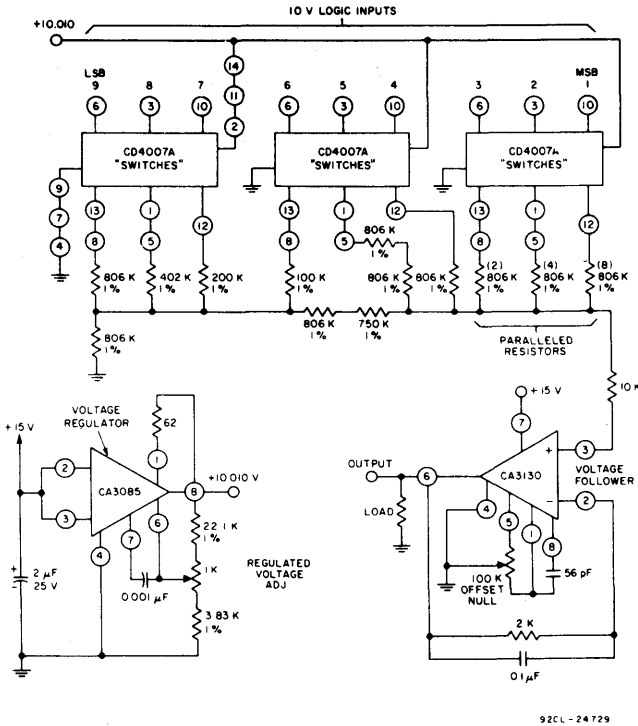 10 V LOGIC INPUTS
+10.010
LSB
9 8 7
6 5 4
3 2 1
MSB
6 3 10
14
11
2
6 3 10
6 3 10
CD4007A
"SWITCHES"
CD4007A
"SWITCHES"
CD4007A
"SWITCHES"
9
7
4
13 1 12
8 5
13 1 12
8 5
13 1 12
8 5
806 K
1%
806 K
1%
402 K
1%
200 K
1%
100 K
1%
806 K
1%
806 K
1%
(2)
806 K
1%
(4)
806 K
1%
(8)
806 K
1%
806 K
1%
806 K
1%
750 K
1%
PARALLELED
RESISTORS
10 K
VOLTAGE
REGULATOR
+15 V
62
2
3
CA3085
1
8
+10.010 V
4
7
6
22.1 K
1%
1K
REGULATED
VOLTAGE
ADJ
0.001 µF
3.83 K
1%
+
-
2 µF
25 V
+15 V
7
OUTPUT
6
CA3130
+
3
VOLTAGE
FOLLOWER
-
2
LOAD
4
5
1
8
100 K
OFFSET
NULL
56 pF
2 K
0.1 µF
92CL-24729